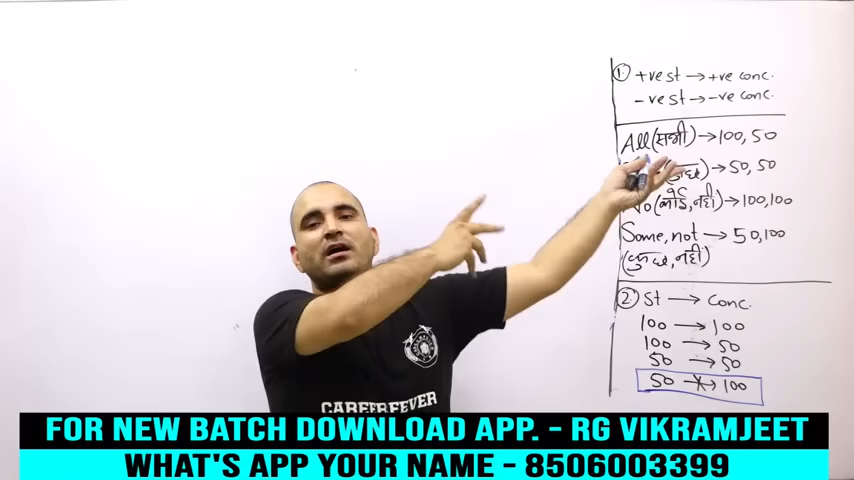 ① +ve st → +ve conc.
-ve st → -ve conc.
All (सभी) → 100, 50
→ 50, 50
(कोई, नहीं) → 100, 100
Some, not → 50, 100
(कुछ, नहीं)
② St → Conc.
100 → 100
100 → 50
50 → 50
50 → 100
CAREER FEVER
FOR NEW BATCH DOWNLOAD APP. - RG VIKRAMJEET
WHAT'S APP YOUR NAME - 8506003399